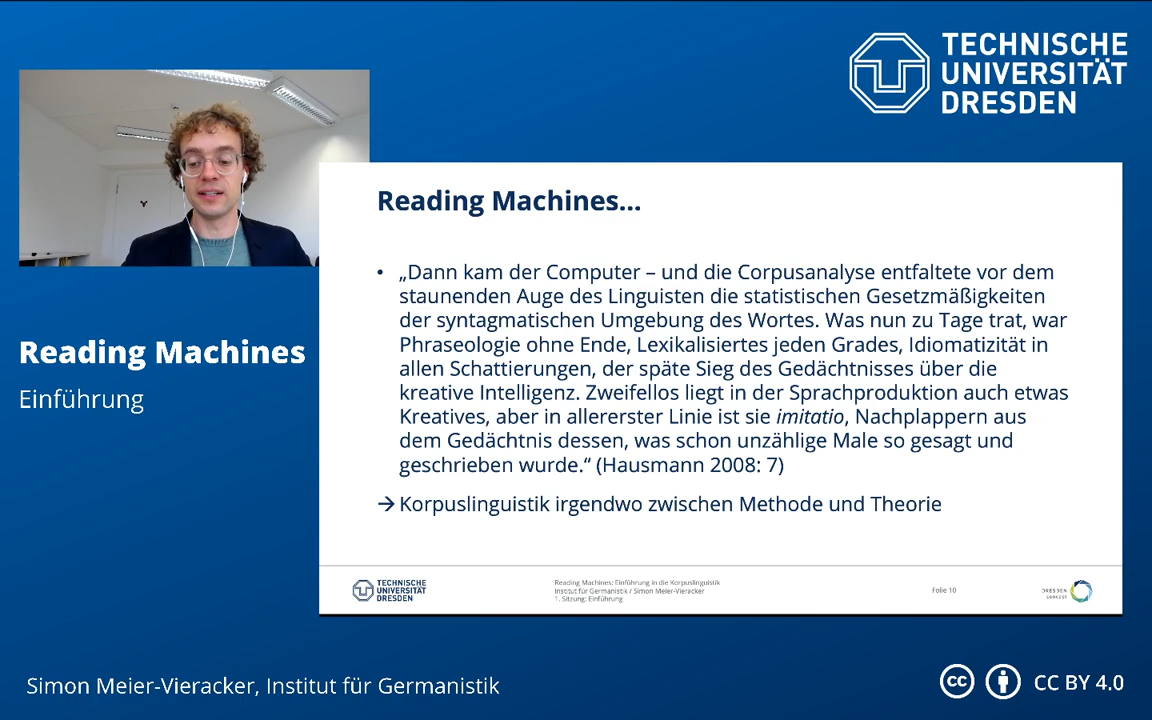 TECHNISCHE
UNIVERSITÄT
DRESDEN
Reading Machines
Einführung
Reading Machines...
• „Dann kam der Computer – und die Corpusanalyse entfaltete vor dem
staunenden Auge des Linguisten die statistischen Gesetzmäßigkeiten
der syntagmatischen Umgebung des Wortes. Was nun zu Tage trat, war
Phraseologie ohne Ende, Lexikalisiertes jeden Grades, Idiomatizität in
allen Schattierungen, der späte Sieg des Gedächtnisses über die
kreative Intelligenz. Zweifellos liegt in der Sprachproduktion auch etwas
Kreatives, aber in allererster Linie ist sie imitatio, Nachplappern aus
dem Gedächtnis dessen, was schon unzählige Male so gesagt und
geschrieben wurde.“ (Hausmann 2008: 7)
→ Korpuslinguistik irgendwo zwischen Methode und Theorie
TECHNISCHE
UNIVERSITÄT
DRESDEN
Reading Machines: Einführung in die Korpuslinguistik
Institut für Germanistik / Simon Meier-Vieracker
1. Sitzung: Einführung
Folie 10
DRESDEN
concept
Simon Meier-Vieracker, Institut für Germanistik
cc
CC BY 4.0